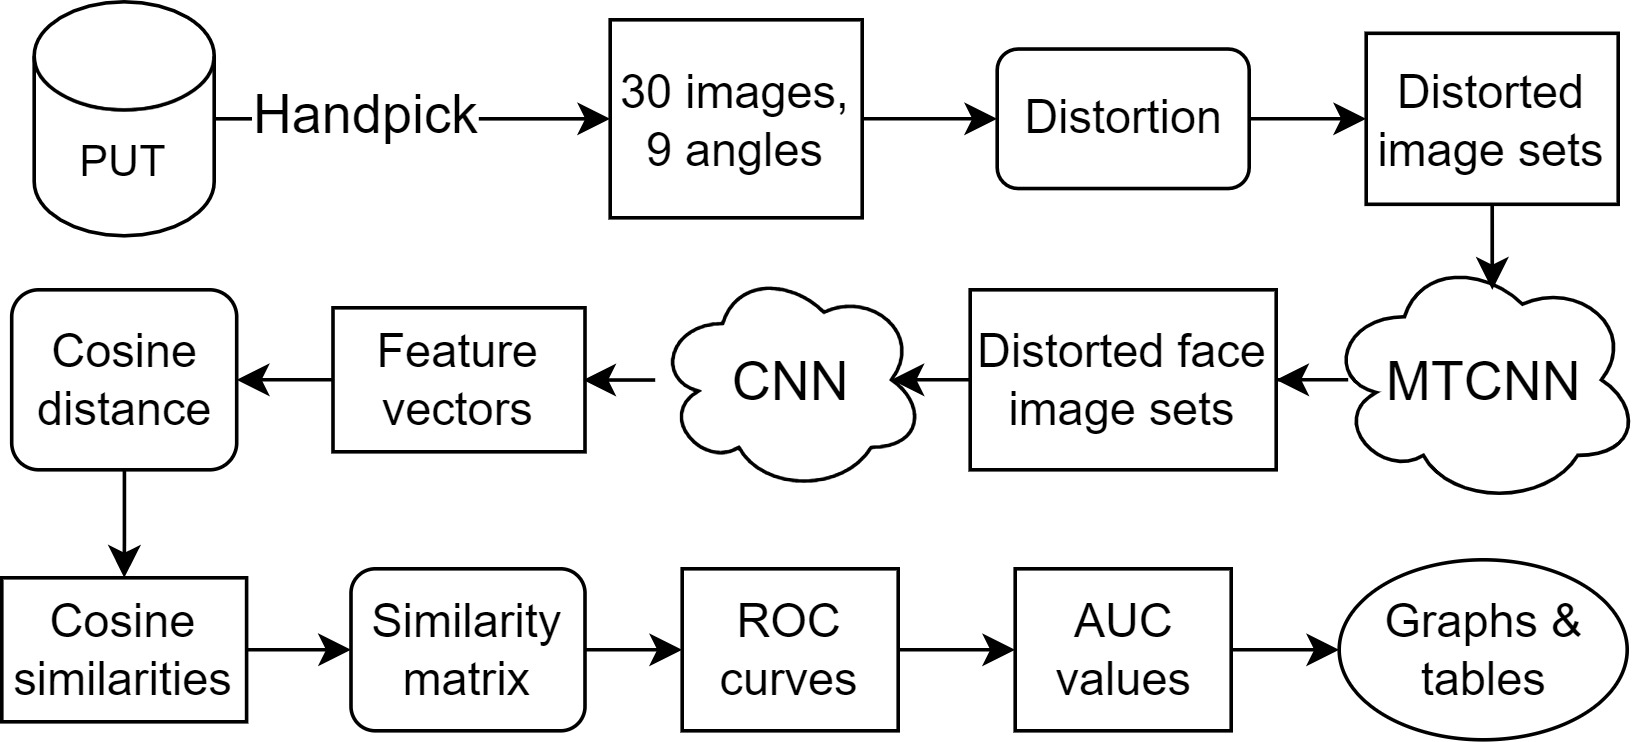 PUT
Handpick
30 images,
9 angles
Distortion
Distorted
image sets
MTCNN
Distorted face
image sets
CNN
Feature
vectors
Cosine
distance
Cosine
similarities
Similarity
matrix
ROC
curves
AUC
values
Graphs &
tables